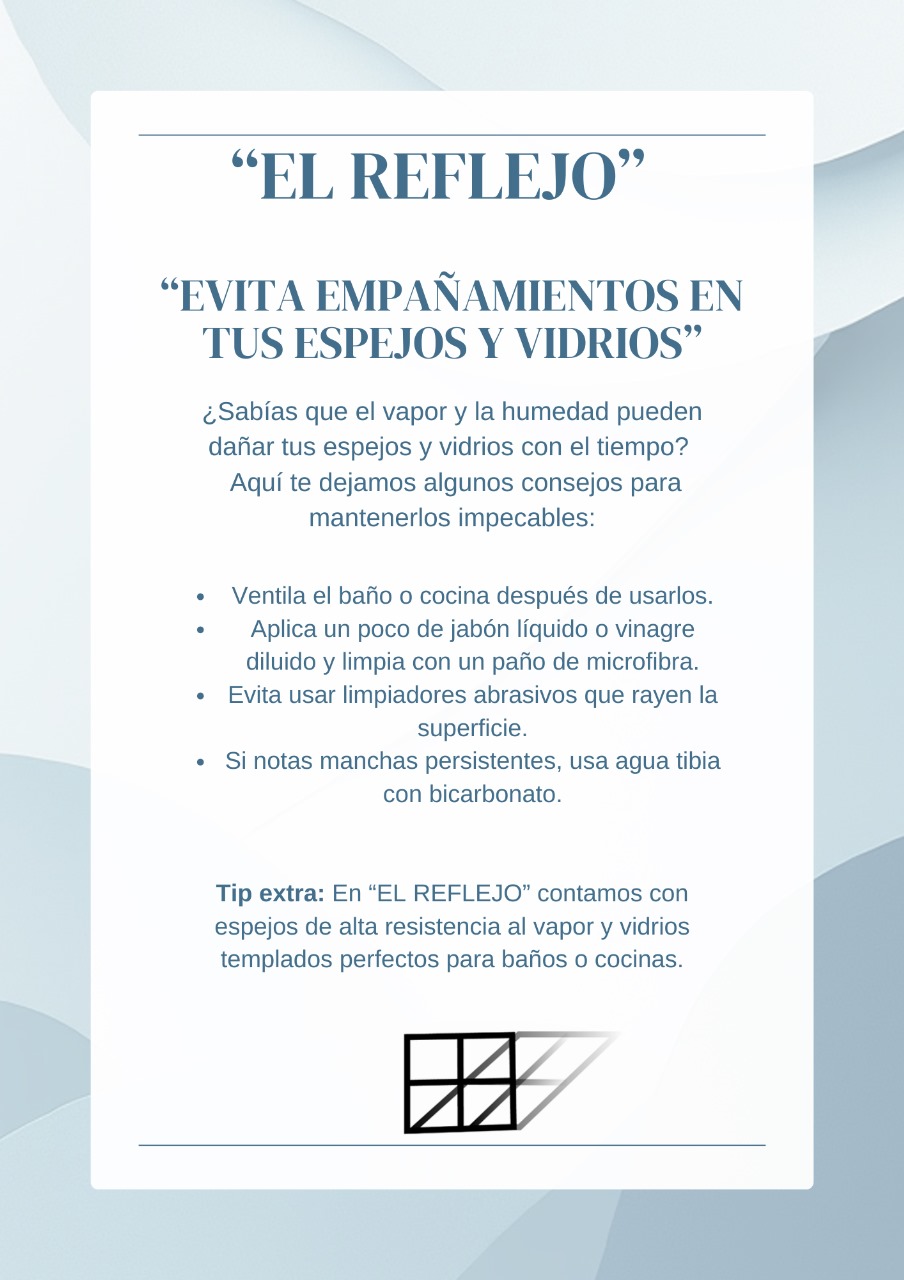 “EL REFLEJO”
“EVITA EMPAÑAMIENTOS EN
TUS ESPEJOS Y VIDRIOS”
¿Sabías que el vapor y la humedad pueden
dañar tus espejos y vidrios con el tiempo?
Aquí te dejamos algunos consejos para
mantenerlos impecables:
• Ventila el baño o cocina después de usarlos.
• Aplica un poco de jabón líquido o vinagre
diluido y limpia con un paño de microfibra.
• Evita usar limpiadores abrasivos que rayen la
superficie.
• Si notas manchas persistentes, usa agua tibia
con bicarbonato.
Tip extra: En “EL REFLEJO” contamos con
espejos de alta resistencia al vapor y vidrios
templados perfectos para baños o cocinas.